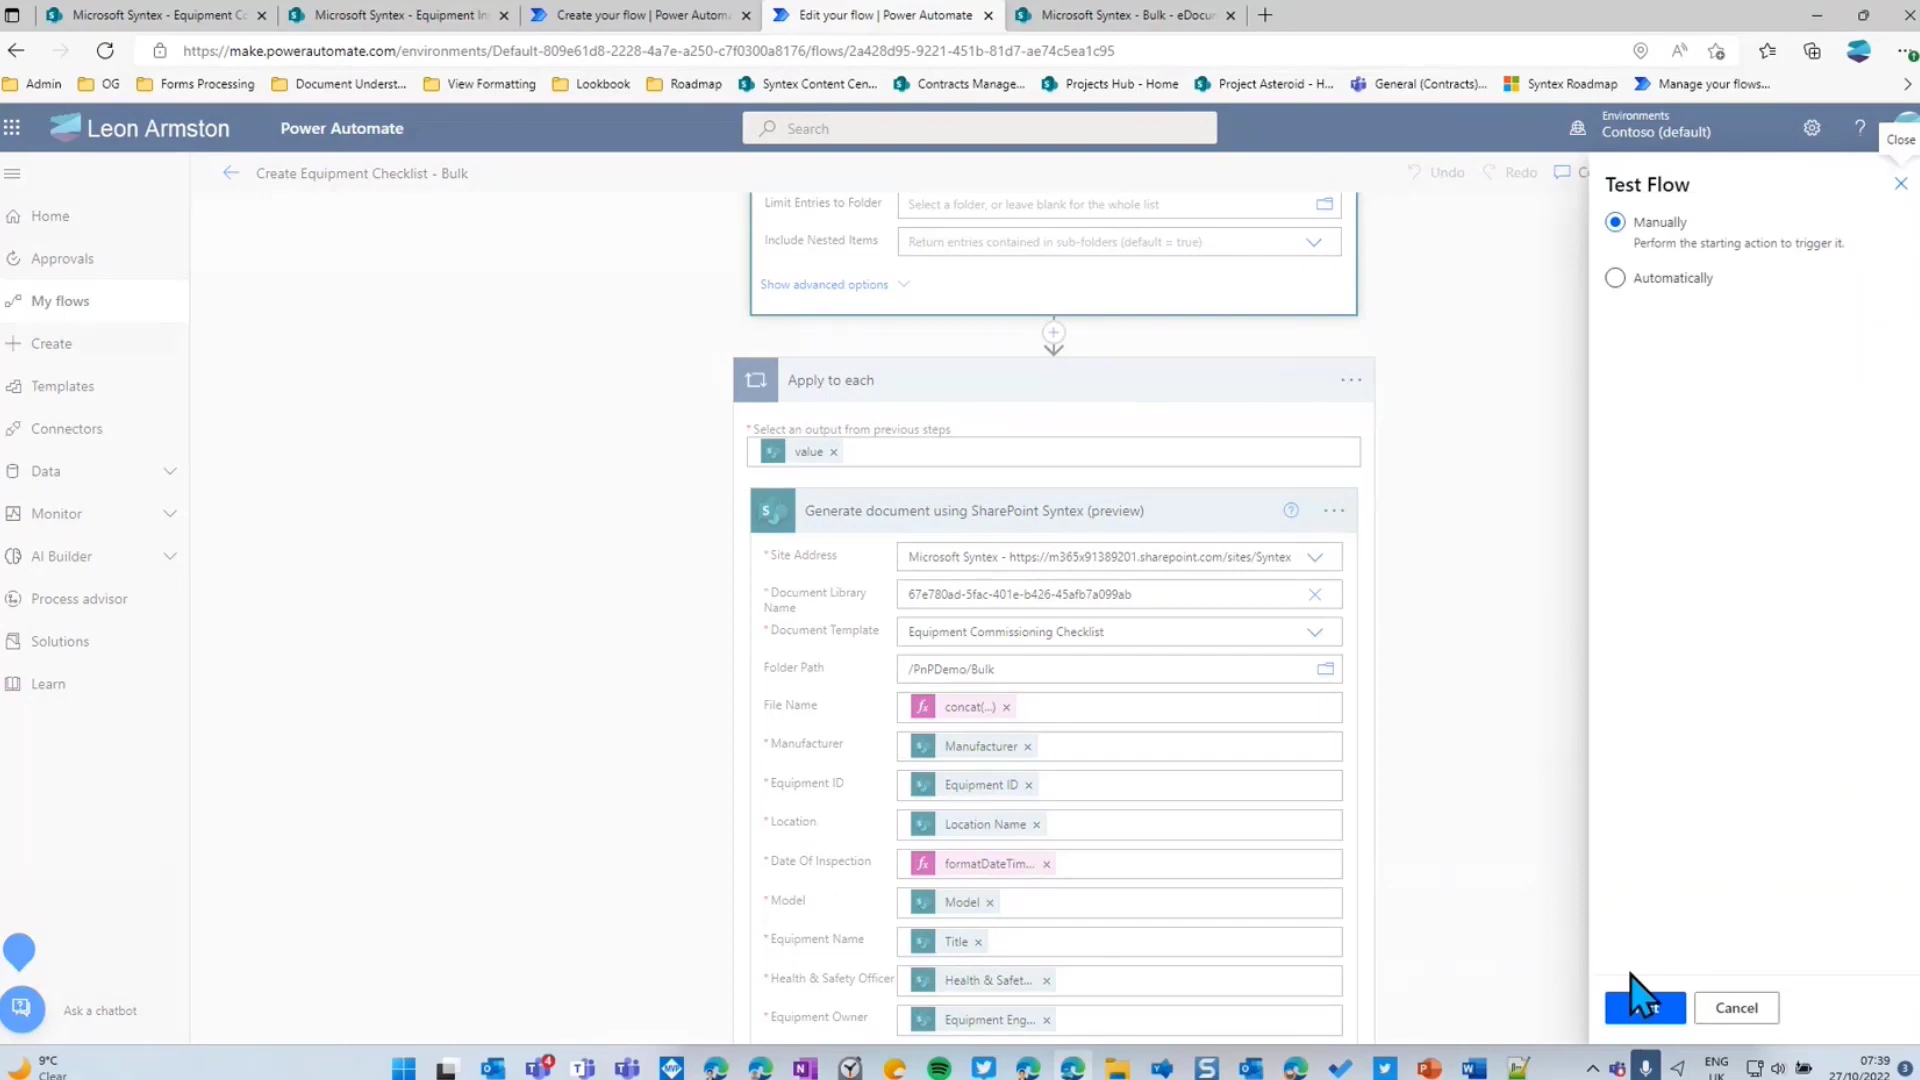 Microsoft Syntex - Equipment Cc
Microsoft Syntex - Equipment In
Create your flow | Power Automa
Edit your flow | Power Automate
Microsoft Syntex - Bulk - eDocur
https://make.powerautomate.com/environments/Default-809e61d8-2228-4a7e-a250-c7f0300a8176/flows/2a428d95-9221-451b-81d7-ae74c5ea1c95
Admin
OG
Forms Processing
Document Underst...
View Formatting
Lookbook
Roadmap
Syntex Content Cen...
Contracts Manage...
Projects Hub - Home
Project Asteroid - H...
General (Contracts)...
Syntex Roadmap
Manage your flows...
Leon Armston
Power Automate
Search
Environments
Contoso (default)
?
Close
Create Equipment Checklist - Bulk
Undo
Redo
Test Flow
Manually
Perform the starting action to trigger it.
Automatically
Home
Approvals
My flows
Create
Templates
Connectors
Data
Monitor
AI Builder
Process advisor
Solutions
Learn
Ask a chatbot
Limit Entries to Folder
Select a folder, or leave blank for the whole list
Include Nested Items
Return entries contained in sub-folders (default = true)
Show advanced options
Apply to each
* Select an output from previous steps
value
Generate document using SharePoint Syntex (preview)
* Site Address
Microsoft Syntex - https://m365x91389201.sharepoint.com/sites/Syntex
* Document Library Name
67e780ad-5fac-401e-b426-45afb7a099ab
* Document Template
Equipment Commissioning Checklist
Folder Path
/PnPDemo/Bulk
File Name
fx concat(...)
* Manufacturer
Manufacturer
* Equipment ID
Equipment ID
* Location
Location Name
* Date Of Inspection
fx formatDateTim...
* Model
Model
* Equipment Name
Title
* Health & Safety Officer
Health & Safet...
* Equipment Owner
Equipment Eng...
Cancel
9°C
Clear
4
MVP
ENG
UK
07:39
27/10/2022
3